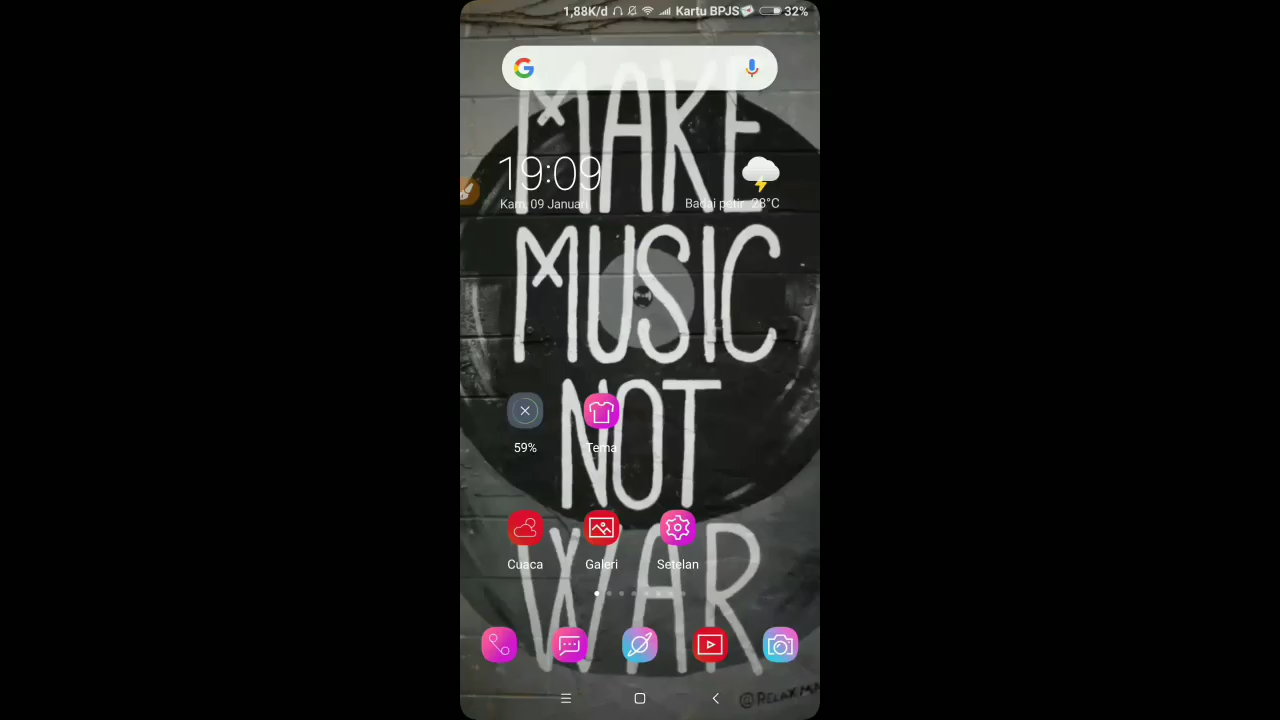 1,88K/d Kartu BPJS 32%
MAKE
19:09
Kam, 09 Januari
Badai petir 28°C
MUSIC
NOT
59%
Tema
WAR
Cuaca
Galeri
Setelan